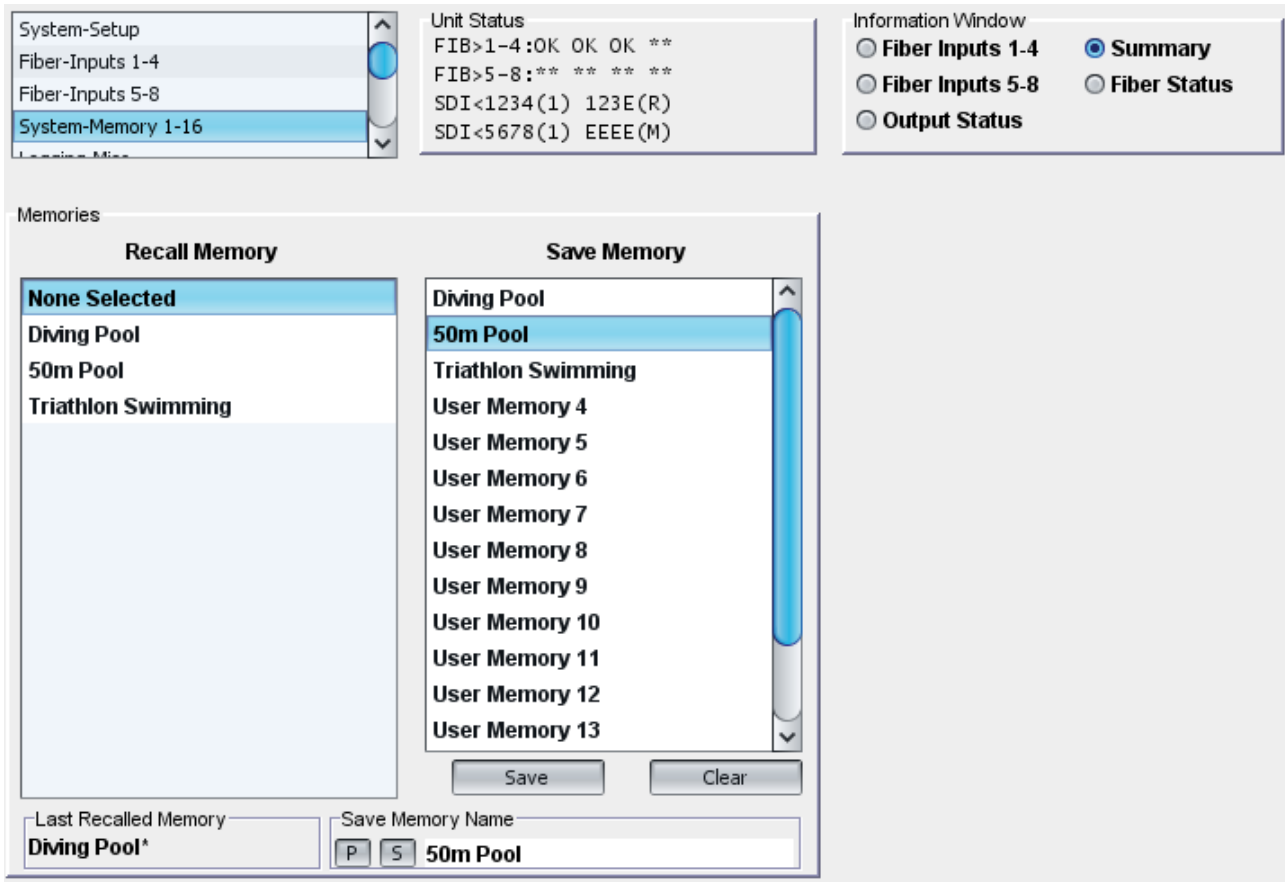 System-Setup
Fiber-Inputs 1-4
Fiber-Inputs 5-8
System-Memory 1-16
Logging-Misc
Unit Status
FIB>1-4:OK OK OK **
FIB>5-8:** ** ** **
SDI<1234(1) 123E(R)
SDI<5678(1) EEEE(M)
Information Window
Fiber Inputs 1-4
Summary
Fiber Inputs 5-8
Fiber Status
Output Status
Memories
Recall Memory
None Selected
Diving Pool
50m Pool
Triathlon Swimming
Save Memory
Diving Pool
50m Pool
Triathlon Swimming
User Memory 4
User Memory 5
User Memory 6
User Memory 7
User Memory 8
User Memory 9
User Memory 10
User Memory 11
User Memory 12
User Memory 13
Save
Clear
Last Recalled Memory
Diving Pool*
Save Memory Name
P S 50m Pool